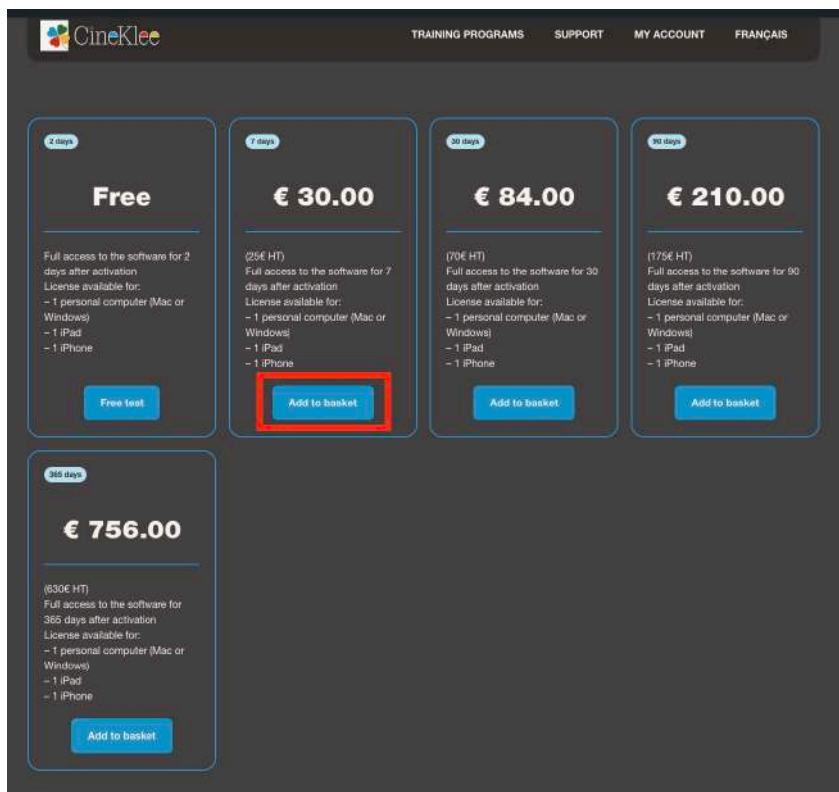 CineKlee
TRAINING PROGRAMS SUPPORT MY ACCOUNT FRANÇAIS
2 days
Free
Full access to the software for 2
days after activation
License available for:
– 1 personal computer (Mac or
Windows)
– 1 iPad
– 1 iPhone
Free test
7 days
€ 30.00
(25€ HT)
Full access to the software for 7
days after activation
License available for:
– 1 personal computer (Mac or
Windows)
– 1 iPad
– 1 iPhone
Add to basket
30 days
€ 84.00
(70€ HT)
Full access to the software for 30
days after activation
License available for:
– 1 personal computer (Mac or
Windows)
– 1 iPad
– 1 iPhone
Add to basket
90 days
€ 210.00
(175€ HT)
Full access to the software for 90
days after activation
License available for:
– 1 personal computer (Mac or
Windows)
– 1 iPad
– 1 iPhone
Add to basket
365 days
€ 756.00
(630€ HT)
Full access to the software for
365 days after activation
License available for:
– 1 personal computer (Mac or
Windows)
– 1 iPad
– 1 iPhone
Add to basket